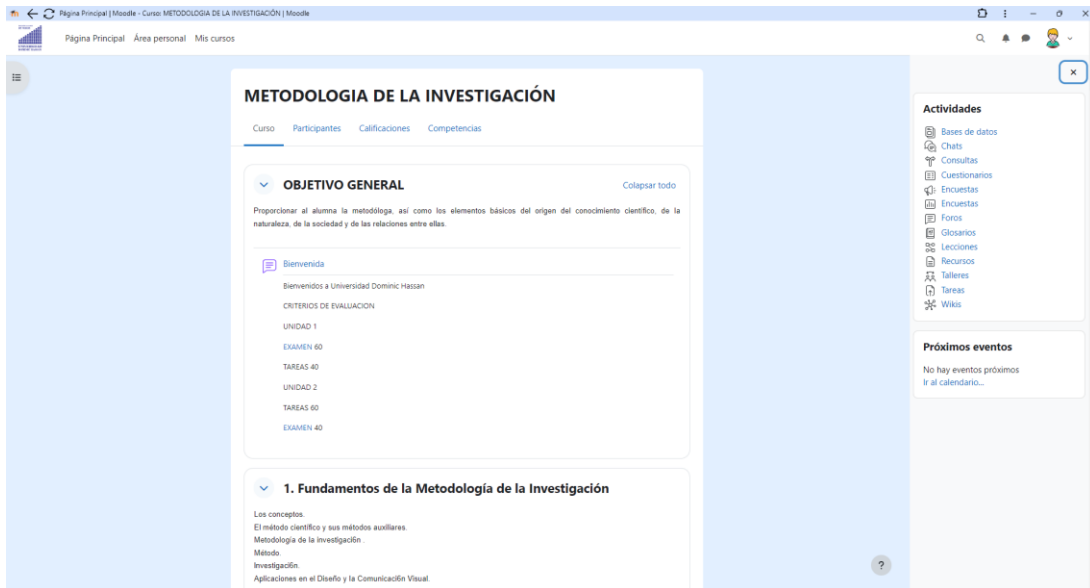 Página Principal | Moodle - Curso: METODOLOGIA DE LA INVESTIGACIÓN | Moodle
Página Principal Área personal Mis cursos
METODOLOGIA DE LA INVESTIGACIÓN
Curso Participantes Calificaciones Competencias
OBJETIVO GENERAL Colapsar todo
Proporcionar al alumna la metodóloga, así como los elementos básicos del origen del conocimiento científico, de la
naturaleza, de la sociedad y de las relaciones entre ellas.
Bienvenida
Bienvenidos a Universidad Dominic Hassan
CRITERIOS DE EVALUACION
UNIDAD 1
EXAMEN 60
TAREAS 40
UNIDAD 2
TAREAS 60
EXAMEN 40
1. Fundamentos de la Metodología de la Investigación
Los conceptos.
El método científico y sus métodos auxiliares.
Metodología de la investigación .
Método.
Investigación.
Aplicaciones en el Diseño y la Comunicación Visual.
Actividades
Bases de datos
Chats
Consultas
Cuestionarios
Encuestas
Encuestas
Foros
Glosarios
Lecciones
Recursos
Talleres
Tareas
Wikis
Próximos eventos
No hay eventos próximos
Ir al calendario...
?